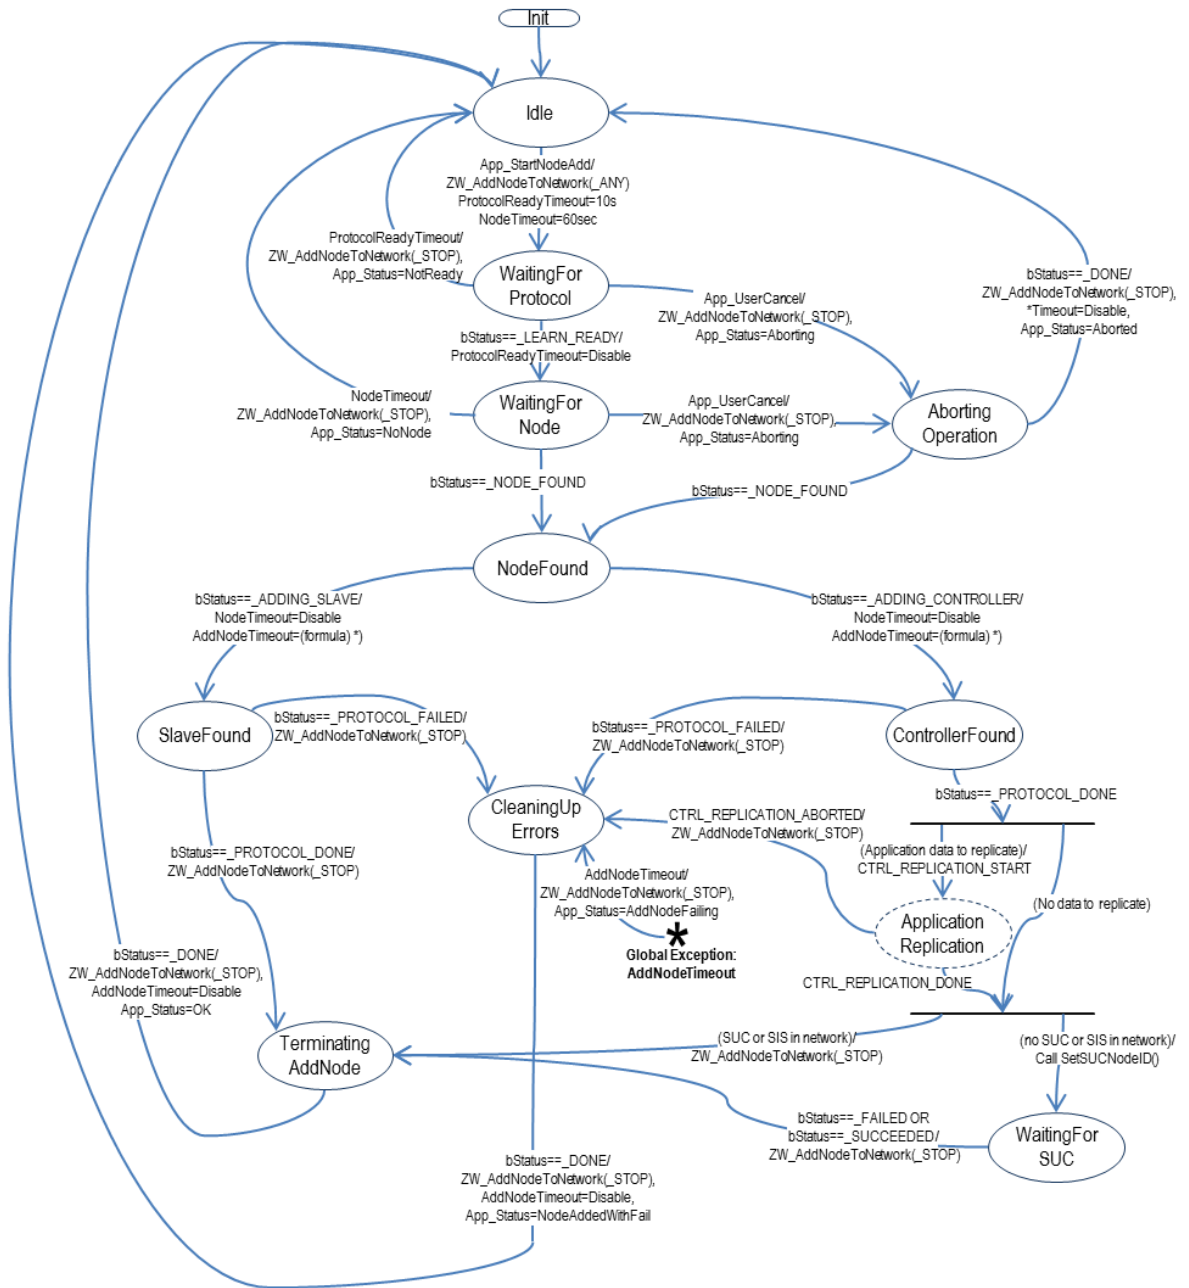 Init
Idle
App_StartNodeAdd/
ZW_AddNodeToNetwork(_ANY)
ProtocolReadyTimeout=10s
NodeTimeout=60sec
ProtocolReadyTimeout/
ZW_AddNodeToNetwork(_STOP),
App_Status=NotReady
WaitingFor
Protocol
App_UserCancel/
ZW_AddNodeToNetwork(_STOP),
App_Status=Aborting
bStatus==_DONE/
ZW_AddNodeToNetwork(_STOP),
*Timeout=Disable,
App_Status=Aborted
bStatus==_LEARN_READY/
ProtocolReadyTimeout=Disable
NodeTimeout/
ZW_AddNodeToNetwork(_STOP),
App_Status=NoNode
WaitingFor
Node
App_UserCancel/
ZW_AddNodeToNetwork(_STOP),
App_Status=Aborting
Aborting
Operation
bStatus==_NODE_FOUND
bStatus==_NODE_FOUND
NodeFound
bStatus==_ADDING_SLAVE/
NodeTimeout=Disable
AddNodeTimeout=(formula) *)
bStatus==_ADDING_CONTROLLER/
NodeTimeout=Disable
AddNodeTimeout=(formula) *)
SlaveFound
bStatus==_PROTOCOL_FAILED/
ZW_AddNodeToNetwork(_STOP)
bStatus==_PROTOCOL_FAILED/
ZW_AddNodeToNetwork(_STOP)
ControllerFound
CleaningUp
Errors
bStatus==_PROTOCOL_DONE
CTRL_REPLICATION_ABORTED/
ZW_AddNodeToNetwork(_STOP)
bStatus==_PROTOCOL_DONE/
ZW_AddNodeToNetwork(_STOP)
(Application data to replicate)/
CTRL_REPLICATION_START
AddNodeTimeout/
ZW_AddNodeToNetwork(_STOP),
App_Status=AddNodeFailing
*
Global Exception:
AddNodeTimeout
Application
Replication
(No data to replicate)
bStatus==_DONE/
ZW_AddNodeToNetwork(_STOP),
AddNodeTimeout=Disable
App_Status=OK
CTRL_REPLICATION_DONE
Terminating
AddNode
(SUC or SIS in network)/
ZW_AddNodeToNetwork(_STOP)
(no SUC or SIS in network)/
Call SetSUCNodeID()
bStatus==_FAILED OR
bStatus==_SUCCEEDED/
ZW_AddNodeToNetwork(_STOP)
WaitingFor
SUC
bStatus==_DONE/
ZW_AddNodeToNetwork(_STOP),
AddNodeTimeout=Disable,
App_Status=NodeAddedWithFail